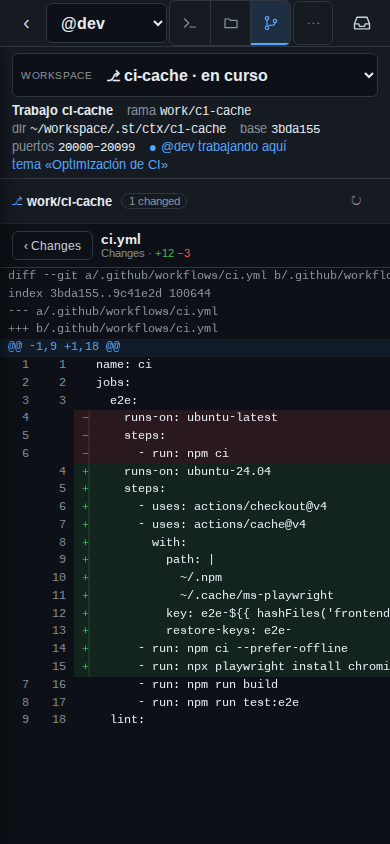 ‹ @dev
WORKSPACE ci-cache · en curso
Trabajo ci-cache rama work/ci-cache
dir ~/workspace/.st/ctx/ci-cache base 3bda155
puertos 20000–20099 ● @dev trabajando aquí
tema «Optimización de CI»
work/ci-cache 1 changed
‹ Changes ci.yml
Changes · +12 −3
diff --git a/.github/workflows/ci.yml b/.github/workflo
index 3bda155..9c41e2d 100644
--- a/.github/workflows/ci.yml
+++ b/.github/workflows/ci.yml
@@ -1,9 +1,18 @@
1 1 name: ci
2 2 jobs:
3 3 e2e:
4 − runs-on: ubuntu-latest
5 − steps:
6 − - run: npm ci
4 + runs-on: ubuntu-24.04
5 + steps:
6 + - uses: actions/checkout@v4
7 + - uses: actions/cache@v4
8 + with:
9 + path: |
10 + ~/.npm
11 + ~/.cache/ms-playwright
12 + key: e2e-${{ hashFiles('frontend
13 + restore-keys: e2e-
14 + - run: npm ci --prefer-offline
15 + - run: npx playwright install chromi
7 16 - run: npm run build
8 17 - run: npm run test:e2e
9 18 lint: